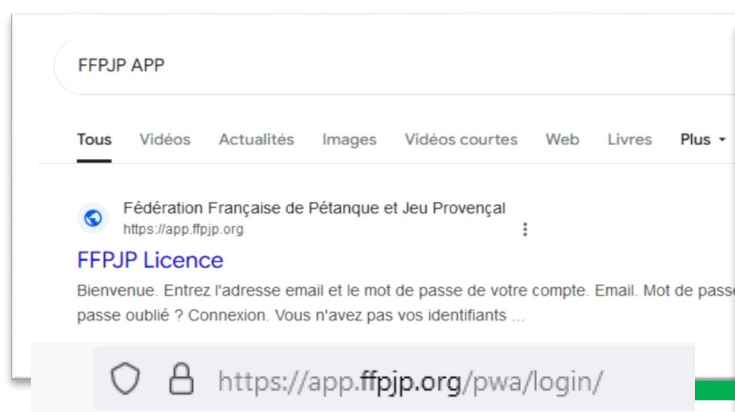 FFPJP APP
Tous Vidéos Actualités Images Vidéos courtes Web Livres Plus
Fédération Française de Pétanque et Jeu Provençal
https://app.ffpjp.org
FFPJP Licence
Bienvenue. Entrez l'adresse email et le mot de passe de votre compte. Email. Mot de passe
passe oublié ? Connexion. Vous n'avez pas vos identifiants ...
https://app.ffpjp.org/pwa/login/